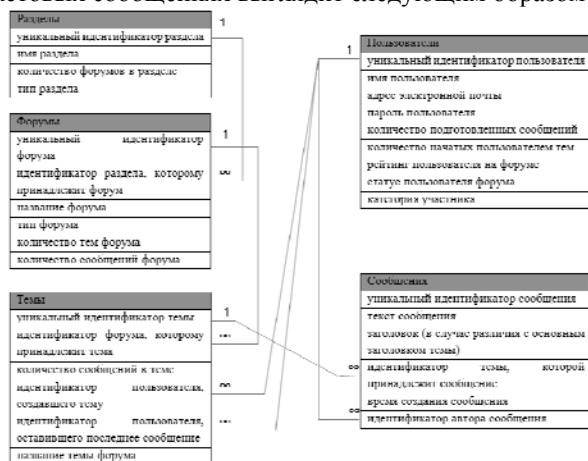 текстовых сообщениях выглядит следующим образом
Разделы
уникальный идентификатор раздела
имя раздела
количество форумов в разделе
тип раздела
1
Форумы
уникальный идентификатор
форума
идентификатор раздела, которому
принадлежит форум
название форума
тип форума
количество тем форума
количество сообщений форума
1
∞
Темы
уникальный идентификатор темы
идентификатор форума, которому
принадлежит тема
количество сообщений в теме
идентификатор пользователя,
создавшего тему
идентификатор пользователя,
оставившего последнее сообщение
название темы форума
1
∞
∞
∞
1
Пользователи
уникальный идентификатор пользователя
имя пользователя
адрес электронной почты
пароль пользователя
количество подготовленных сообщений
количество начатых пользователем тем
рейтинг пользователя на форуме
статус пользователя форума
категория участника
Сообщения
уникальный идентификатор сообщения
текст сообщения
заголовок (в случае различия с основным
заголовком темы)
идентификатор темы, которой
принадлежит сообщение
время создания сообщения
идентификатор автора сообщения
∞
∞